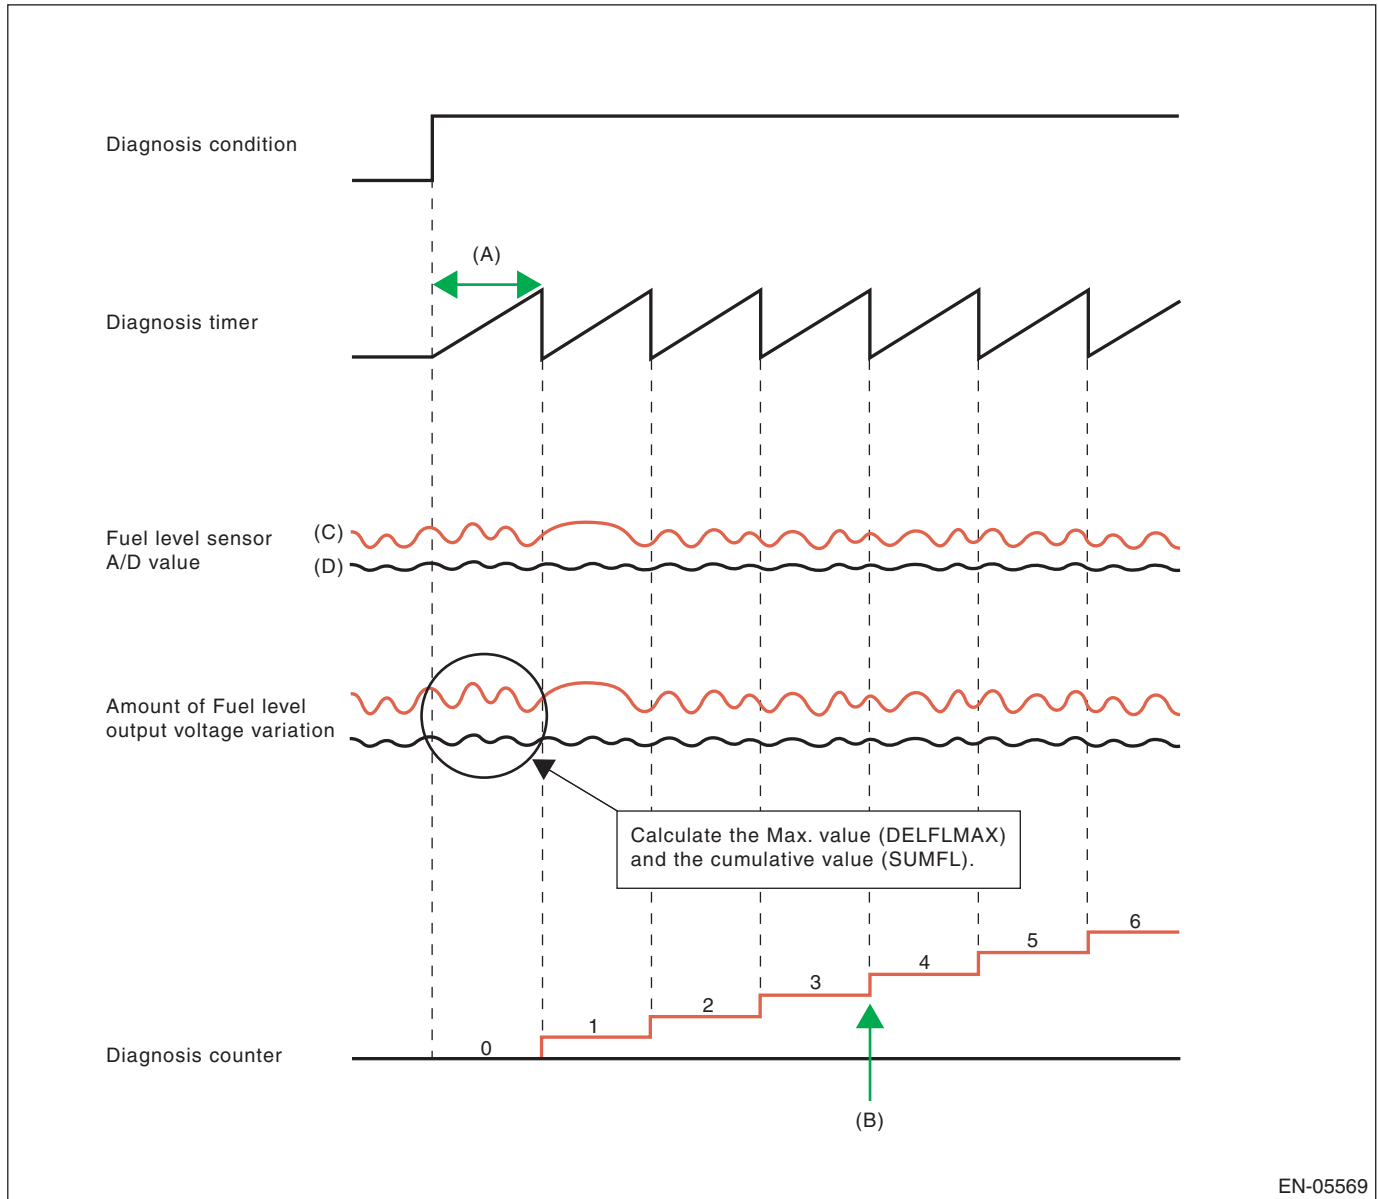 Diagnosis condition
(A)
Diagnosis timer
Fuel level sensor
A/D value
(C)
(D)
Amount of Fuel level
output voltage variation
Calculate the Max. value (DELFLMAX)
and the cumulative value (SUMFL).
Diagnosis counter
0
1
2
3
4
5
6
(B)
EN-05569